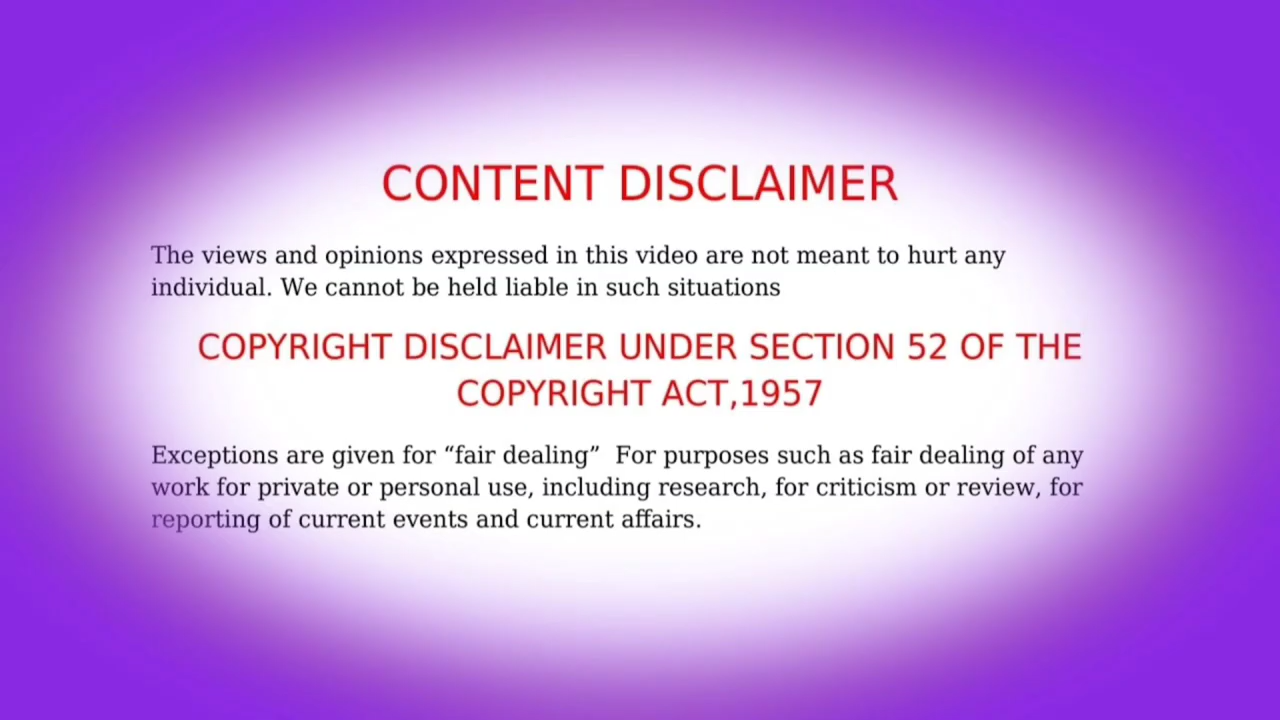 CONTENT DISCLAIMER
The views and opinions expressed in this video are not meant to hurt any
individual. We cannot be held liable in such situations
COPYRIGHT DISCLAIMER UNDER SECTION 52 OF THE
COPYRIGHT ACT,1957
Exceptions are given for “fair dealing”  For purposes such as fair dealing of any
work for private or personal use, including research, for criticism or review, for
reporting of current events and current affairs.